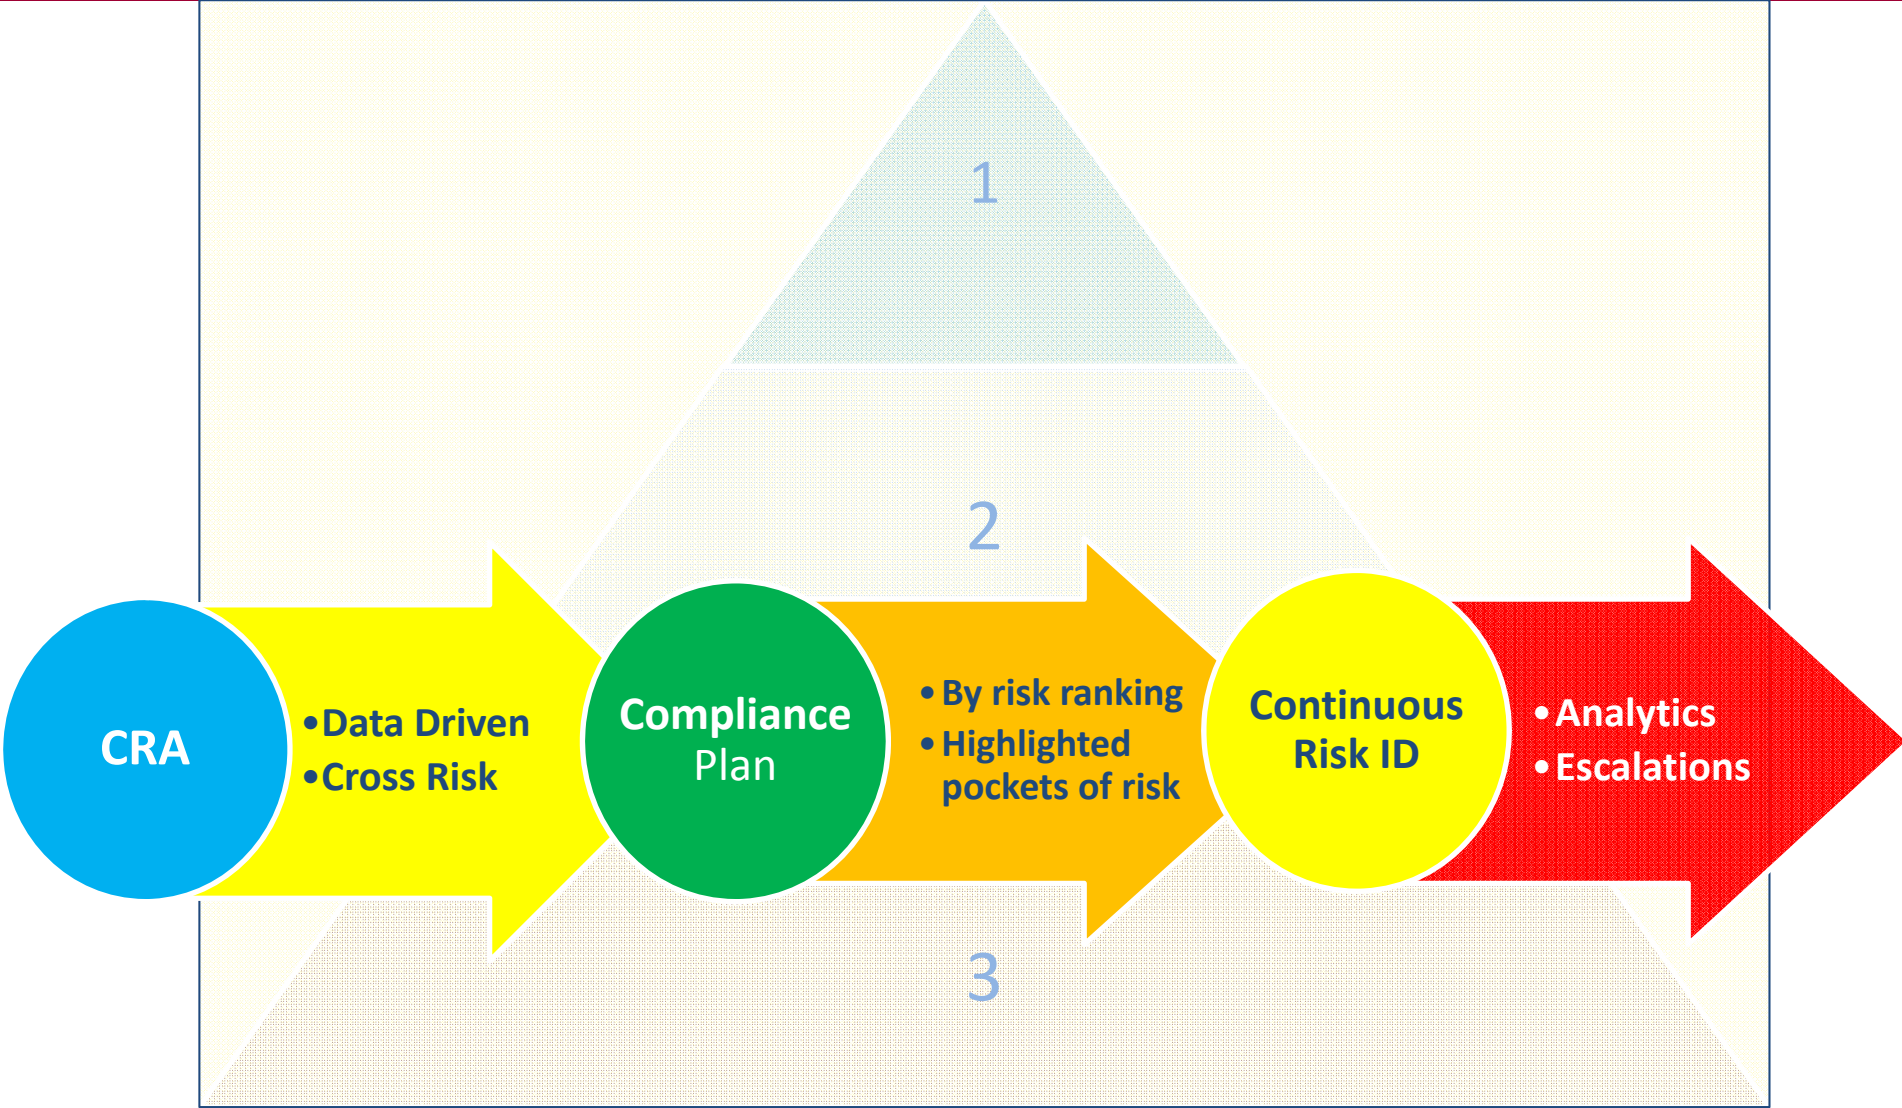 1
2
CRA
•Data Driven
•Cross Risk
Compliance
Plan
•By risk ranking
•Highlighted
pockets of risk
Continuous
Risk ID
•Analytics
•Escalations
3